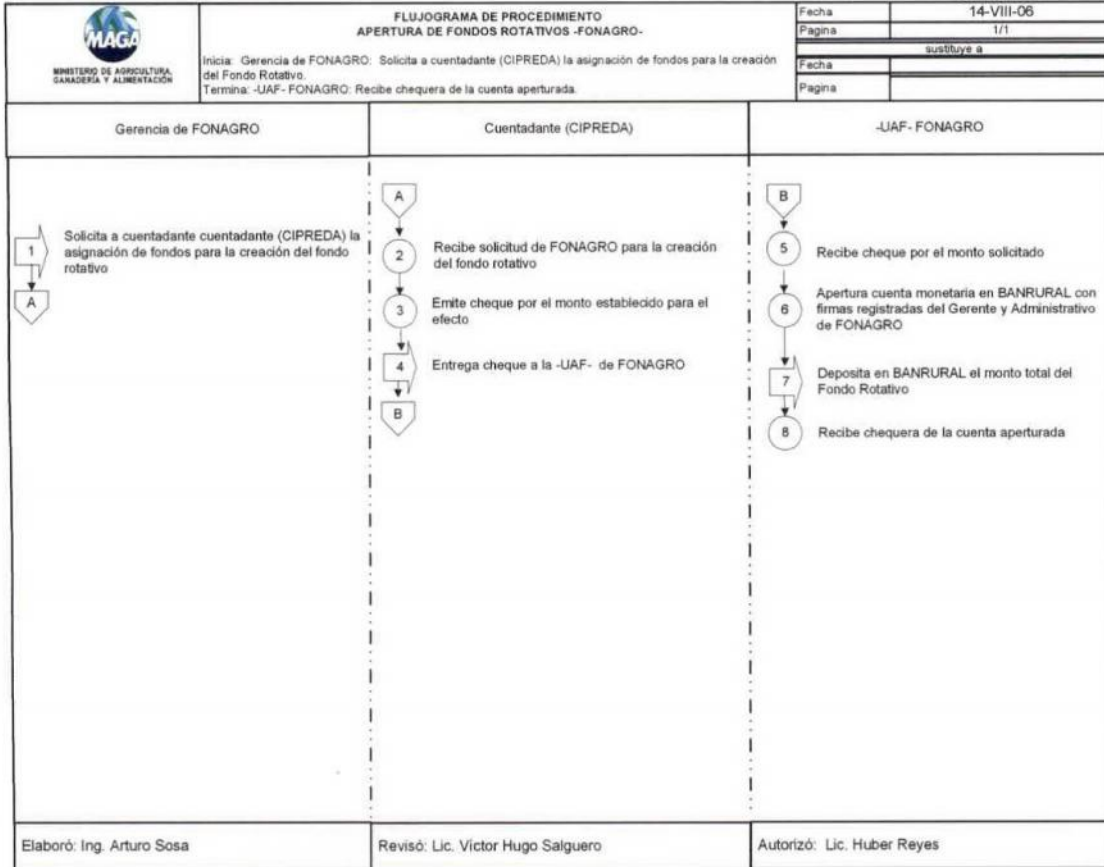 MAGA
MINISTERIO DE AGRICULTURA,
GANADERÍA Y ALIMENTACIÓN
FLUJOGRAMA DE PROCEDIMIENTO
APERTURA DE FONDOS ROTATIVOS -FONAGRO-
Inicia: Gerencia de FONAGRO: Solicita a cuentadante (CIPREDA) la asignación de fondos para la creación
del Fondo Rotativo.
Termina: -UAF- FONAGRO: Recibe chequera de la cuenta aperturada.
Fecha 14-VIII-06
Pagina 1/1
sustituye a
Fecha
Pagina
Gerencia de FONAGRO
Cuentadante (CIPREDA)
-UAF- FONAGRO
1
Solicita a cuentadante cuentadante (CIPREDA) la
asignación de fondos para la creación del fondo
rotativo
A
A
2
Recibe solicitud de FONAGRO para la creación
del fondo rotativo
3
Emite cheque por el monto establecido para el
efecto
4
Entrega cheque a la -UAF- de FONAGRO
B
B
5
Recibe cheque por el monto solicitado
6
Apertura cuenta monetaria en BANRURAL con
firmas registradas del Gerente y Administrativo
de FONAGRO
7
Deposita en BANRURAL el monto total del
Fondo Rotativo
8
Recibe chequera de la cuenta aperturada
Elaboró: Ing. Arturo Sosa
Revisó: Lic. Víctor Hugo Salguero
Autorizó: Lic. Huber Reyes